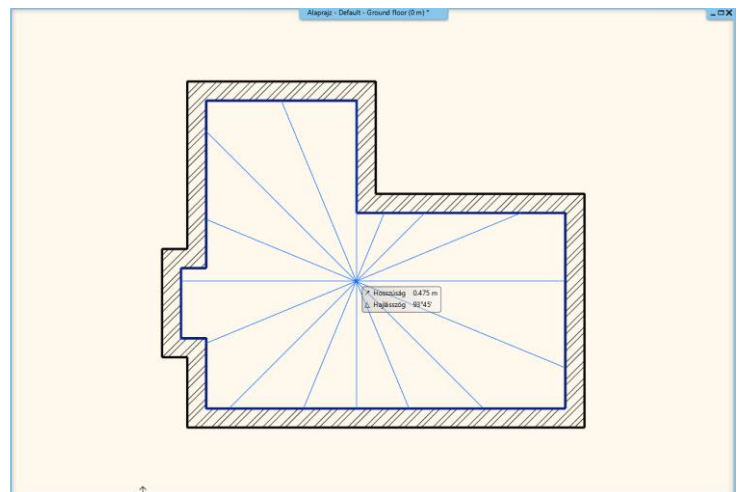 Alaprajz - Default - Ground floor (0 m) *
Hosszúság 0.475 m
Hajlásszög 93°45'